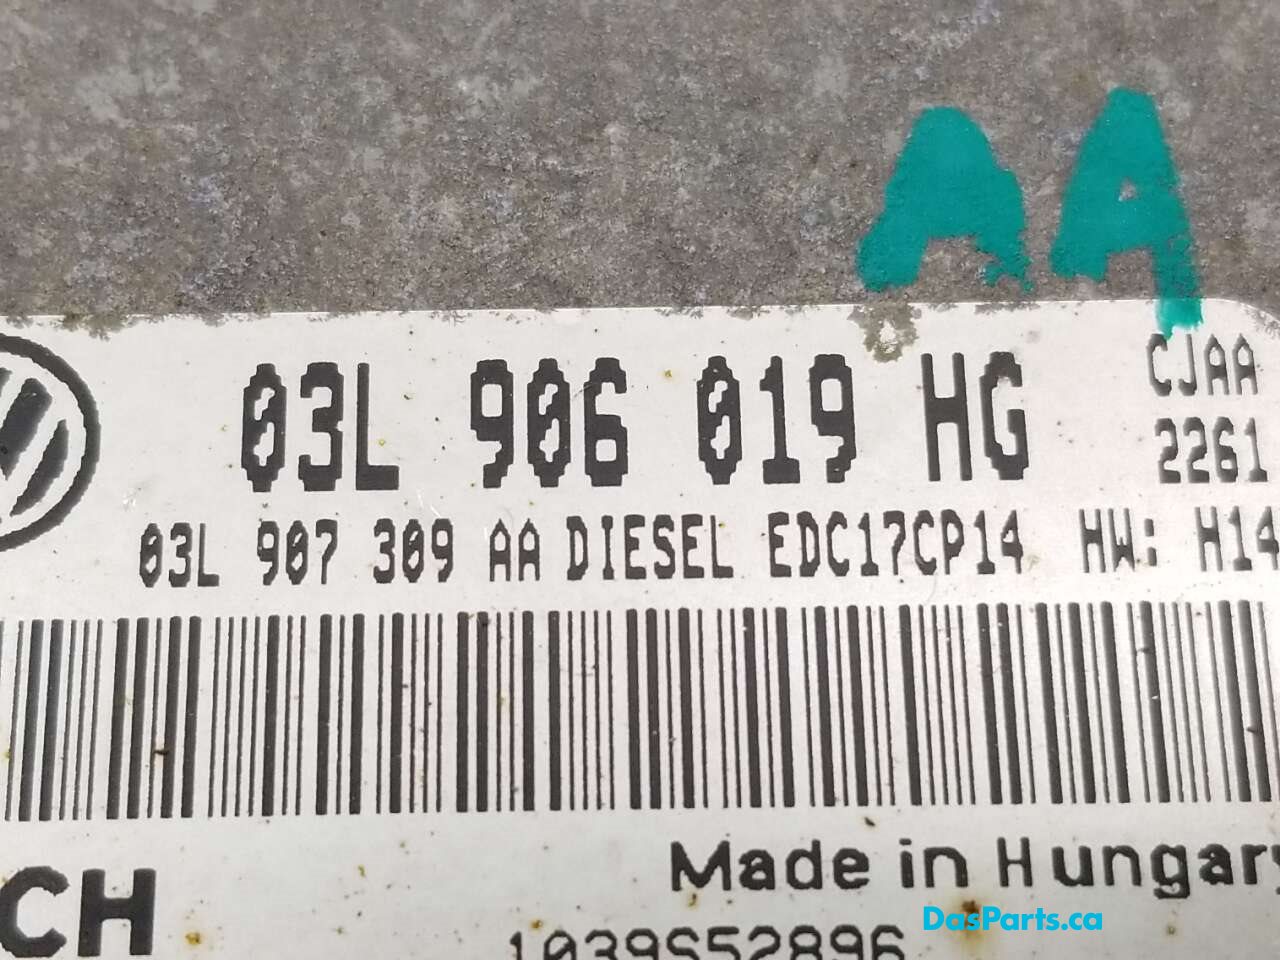 AA
03L 906 019 HG
CJAA
2261
03L 907 309 AA DIESEL EDC17CP14 HW: H14
CH
Made in Hungary
DasParts.ca
1039S52896